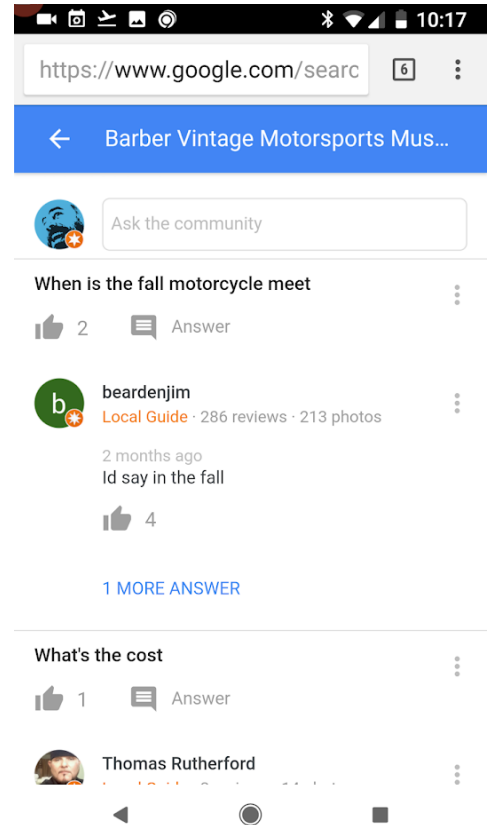 10:17
https://www.google.com/searc
6
Barber Vintage Motorsports Mus...
Ask the community
When is the fall motorcycle meet
2 Answer
b
beardenjim
Local Guide · 286 reviews · 213 photos
2 months ago
Id say in the fall
4
1 MORE ANSWER
What's the cost
1 Answer
Thomas Rutherford